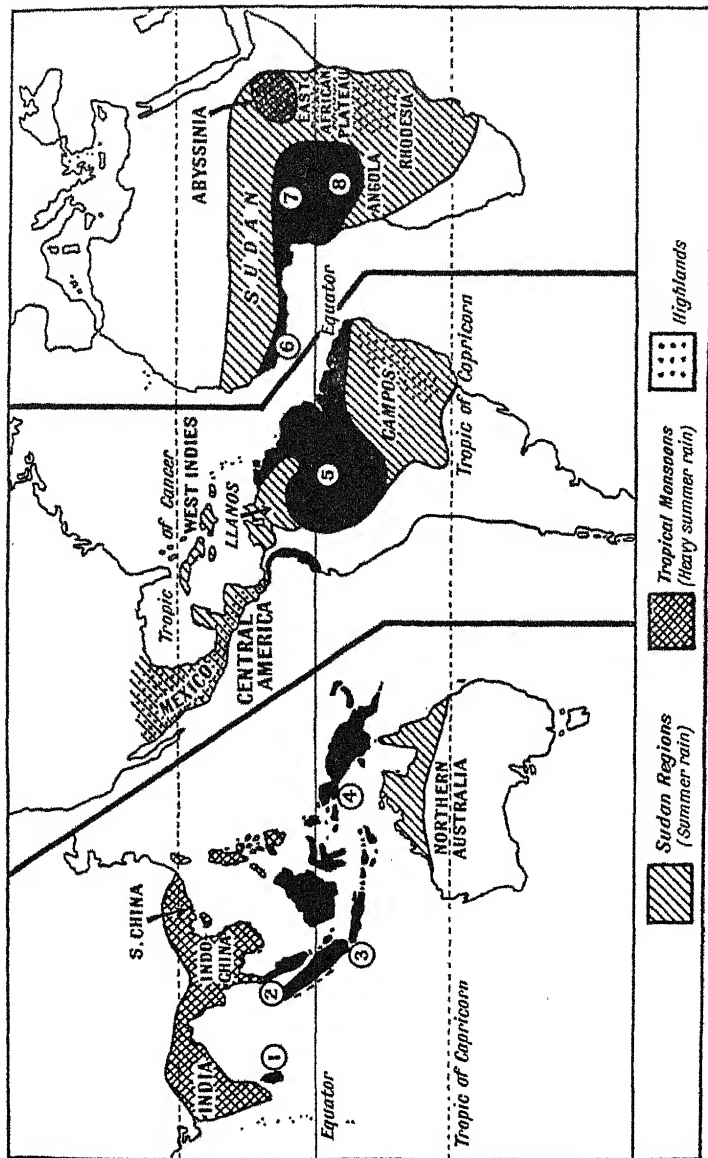 S. CHINA
INDO
CHINA
INDIA
1
2
3
4
NORTHERN
AUSTRALIA
Equator
Tropic of Capricorn
Tropic of Cancer
WEST INDIES
MEXICO
CENTRAL
AMERICA
LLANOS
5
CAMPOS
Equator
Tropic of Capricorn
ABYSSINIA
SUDAN
6
7
8
EAST
AFRICAN
PLATEAU
ANGOLA
RHODESIA
Sudan Regions
(Summer rain)
Tropical Monsoons
(Heavy summer rain)
Highlands